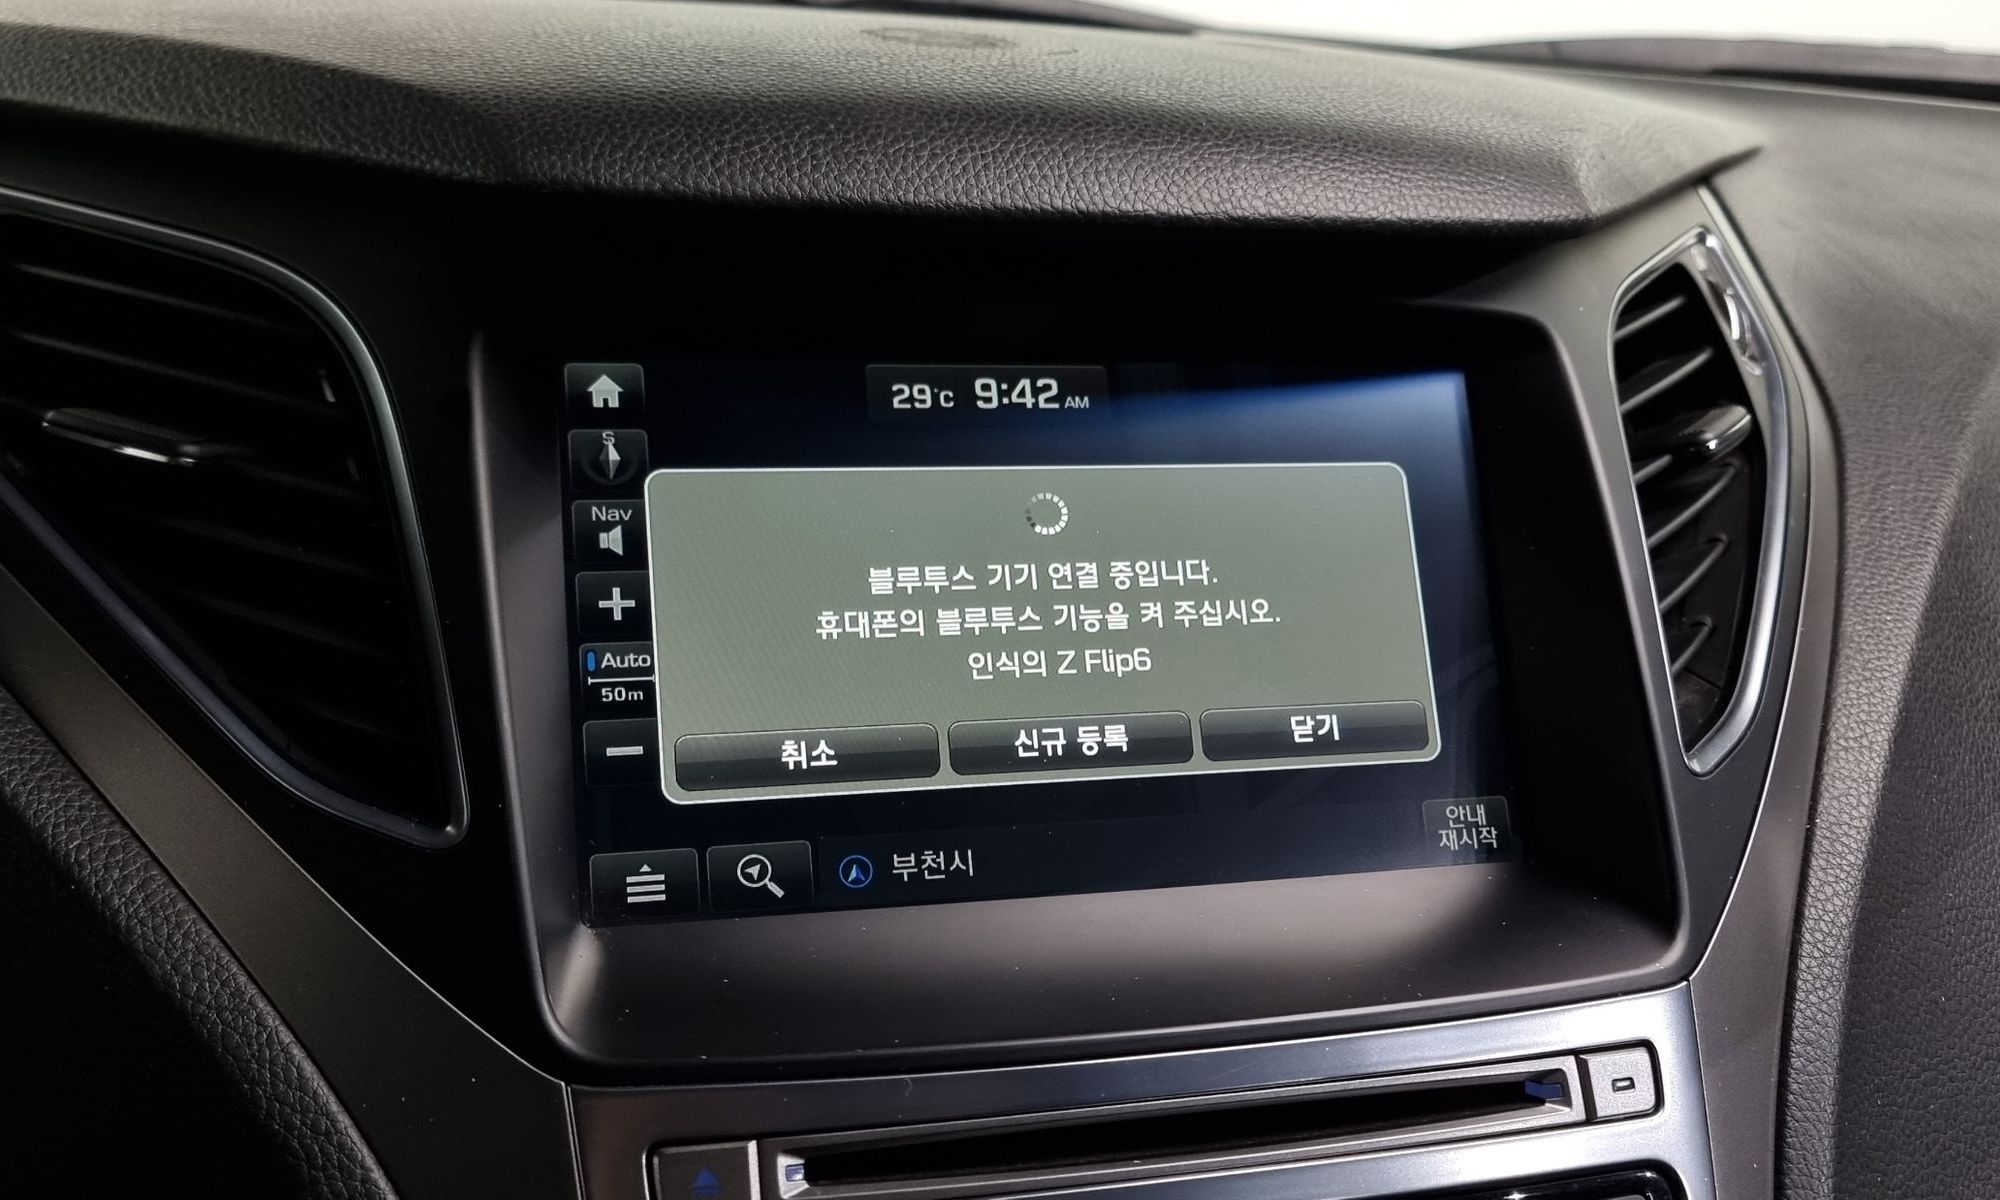 29°C 9:42 AM
S
Nav
블루투스 기기 연결 중입니다.
휴대폰의 블루투스 기능을 켜 주십시오.
인식의 Z Flip6
Auto
50m
취소
신규 등록
닫기
안내
재시작
부천시